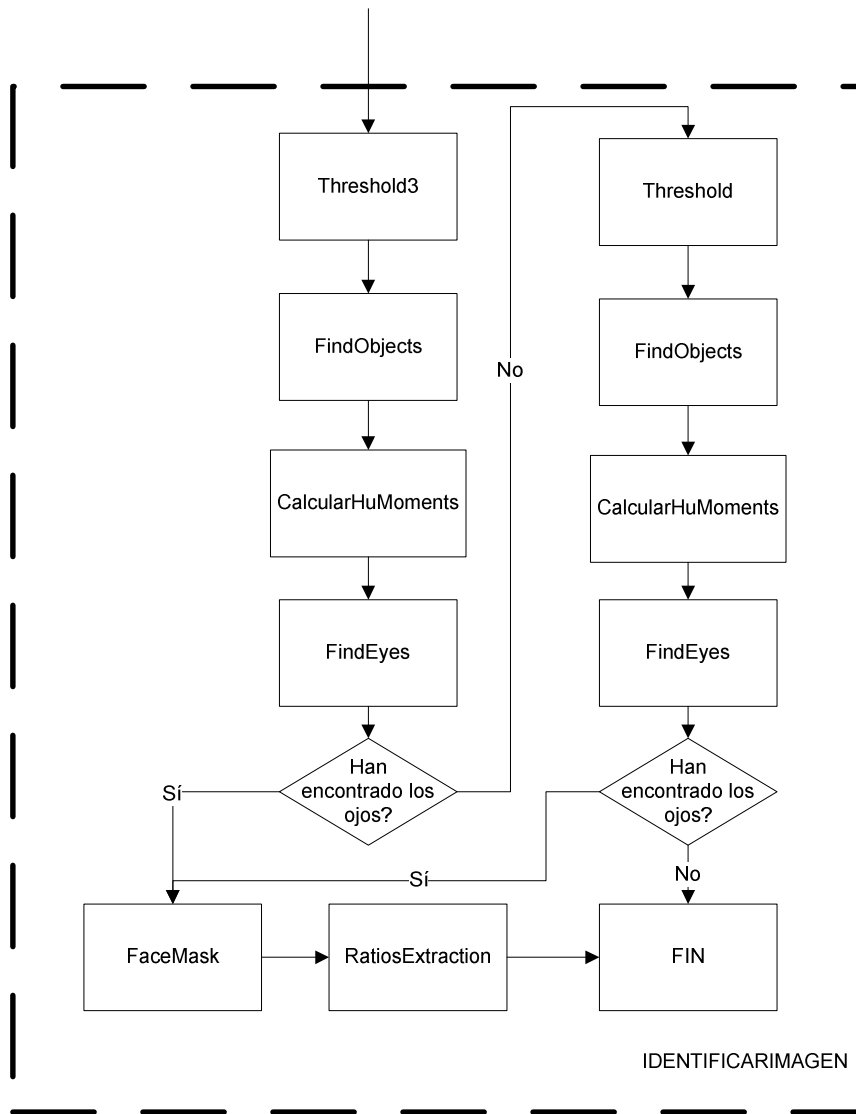 Threshold3
FindObjects
CalcularHuMoments
FindEyes
Han
encontrado los
ojos?
Sí
No
Threshold
FindObjects
CalcularHuMoments
FindEyes
Han
encontrado los
ojos?
Sí
No
FaceMask
RatiosExtraction
FIN
IDENTIFICARIMAGEN